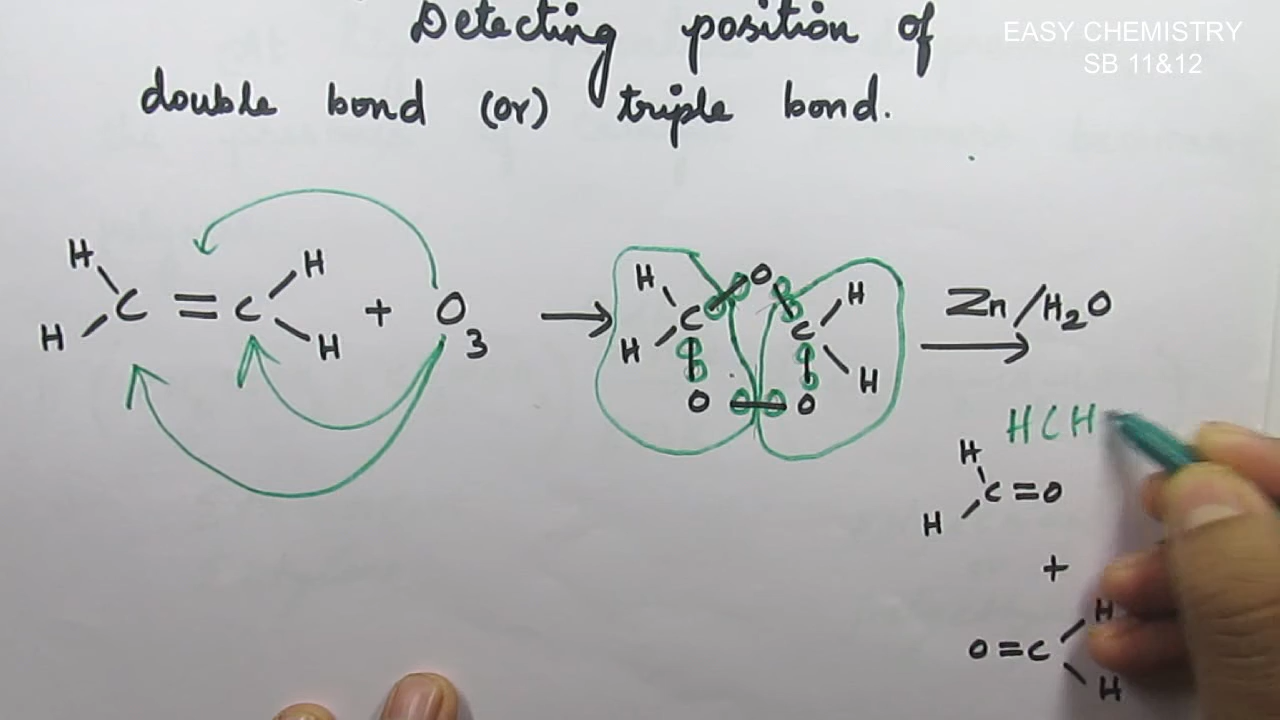 Detecting position of
EASY CHEMISTRY
SB 11&12
double bond (or) triple bond.
H H H O H
C = C + O3 → C C Zn/H2O →
H H H H
O O
HCH
H
C=O
H
+
H
O=C
H